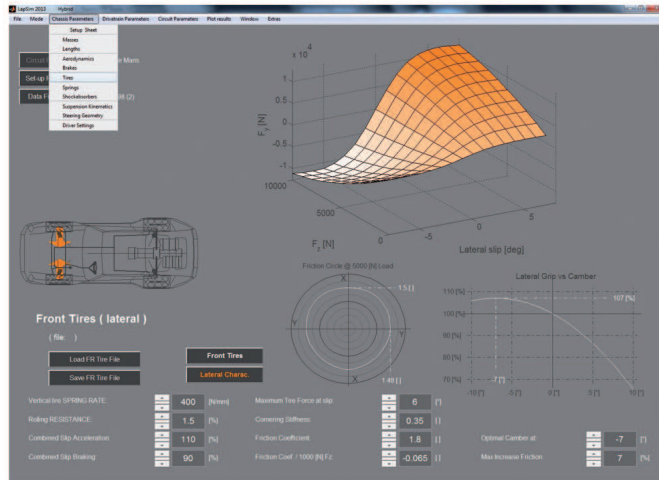 LapSim 2013 Hybrid
File Mode Chassis Parameters Drivetrain Parameters Circuit Parameters Plot results Window Extras
Setup Sheet
Masses
Lengths
Aerodynamics
Brakes
Tires
Springs
Shockabsorbers
Suspension Kinematics
Steering Geometry
Driver Settings
Circuit
Mans
Set-up
Data
(2)
x 10^4
1
0.5
0
-0.5
-1
Fy [N]
10000
5000
0
Fz [N]
-5
0
5
Lateral slip [deg]
Friction Circle @ 5000 [N] Load
X
1.5 [ ]
Y
Y
X
1.48 [ ]
Lateral Grip vs Camber
110 [%]
107 [%]
100 [%]
90 [%]
80 [%]
70 [%]
-7 [°]
-10 [°] -5 [°] 0 [°] 5 [°] 10 [°]
Front Tires ( lateral )
( file: )
Load FR Tire File
Save FR Tire File
Front Tires
Lateral Charac.
Vertical tire SPRING RATE: 400 [N/mm]
Rolling RESISTANCE: 1.5 [%]
Combined Slip Acceleration: 110 [%]
Combined Slip Braking: 90 [%]
Maximum Tire Force at slip: 6 [°]
Cornering Stiffness: 0.35 [ ]
Friction Coefficient: 1.8 [ ]
Friction Coef. / 1000 [N] Fz: -0.065 [ ]
Optimal Camber at: -7 [°]
Max Increase Friction: 7 [%]